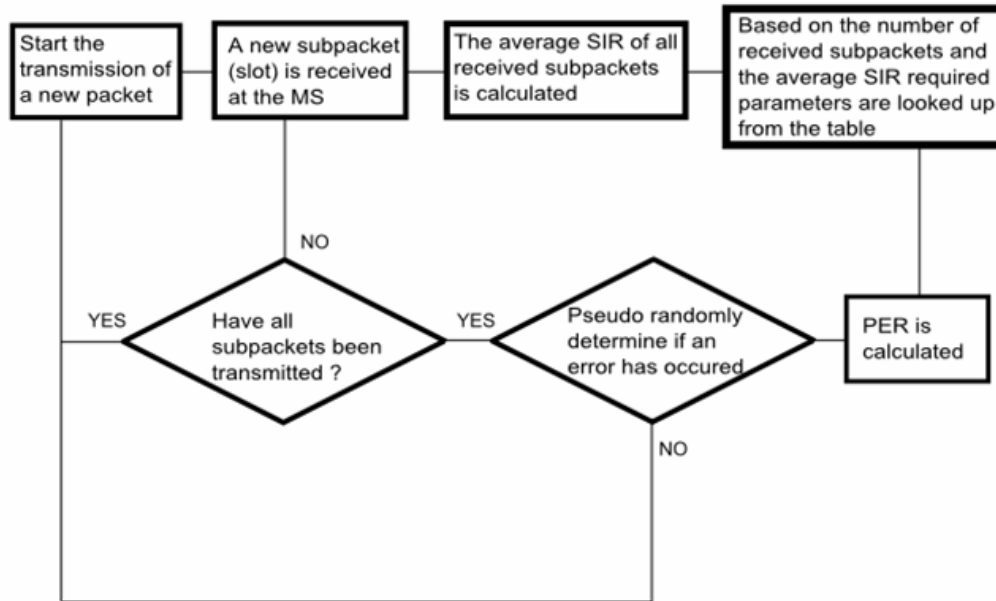 Start the
transmission of
a new packet
A new subpacket
(slot) is received
at the MS
The average SIR of all
received subpackets
is calculated
Based on the number of
received subpackets and
the average SIR required
parameters are looked up
from the table
NO
YES
Have all
subpackets been
transmitted ?
YES
Pseudo randomly
determine if an
error has occured
PER is
calculated
NO